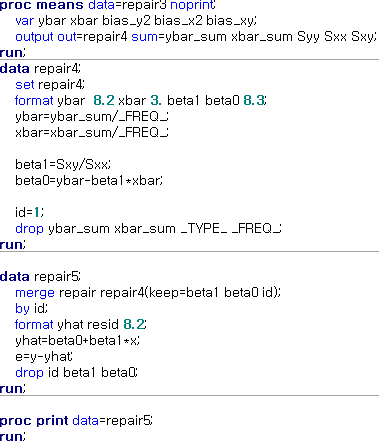 proc means data=repair3 noprint;
var ybar xbar bias_y2 bias_x2 bias_xy;
output out=repair4 sum=ybar_sum xbar_sum Syy Sxx Sxy;
run;
data repair4;
set repair4;
format ybar 8.2 xbar 3. beta1 beta0 8.3;
ybar=ybar_sum/_FREQ_;
xbar=xbar_sum/_FREQ_;
beta1=Sxy/Sxx;
beta0=ybar-beta1*xbar;
id=1;
drop ybar_sum xbar_sum _TYPE_ _FREQ_;
run;
data repair5;
merge repair repair4(keep=beta1 beta0 id);
by id;
format yhat resid 8.2;
yhat=beta0+beta1*x;
e=y-yhat;
drop id beta1 beta0;
run;
proc print data=repair5;
run;